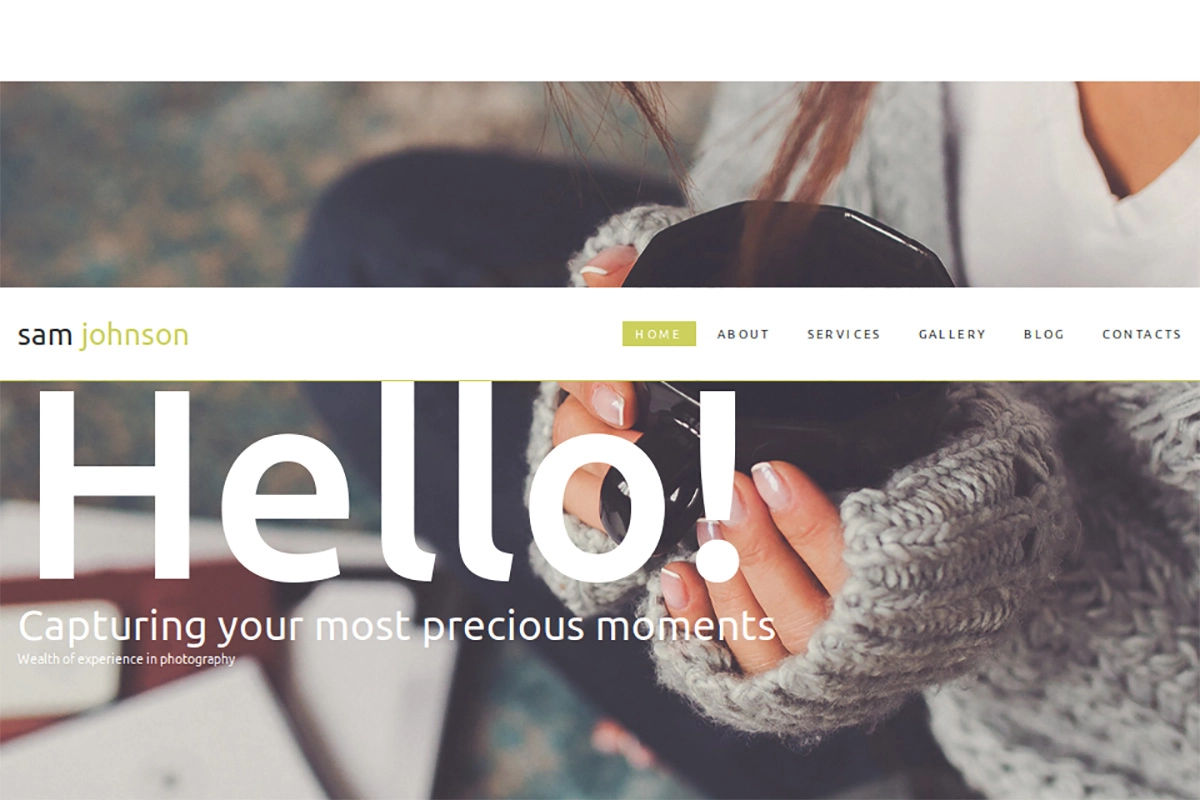 sam johnson
HOME ABOUT SERVICES GALLERY BLOG CONTACTS
Hello!
Capturing your most precious moments
Wealth of experience in photography